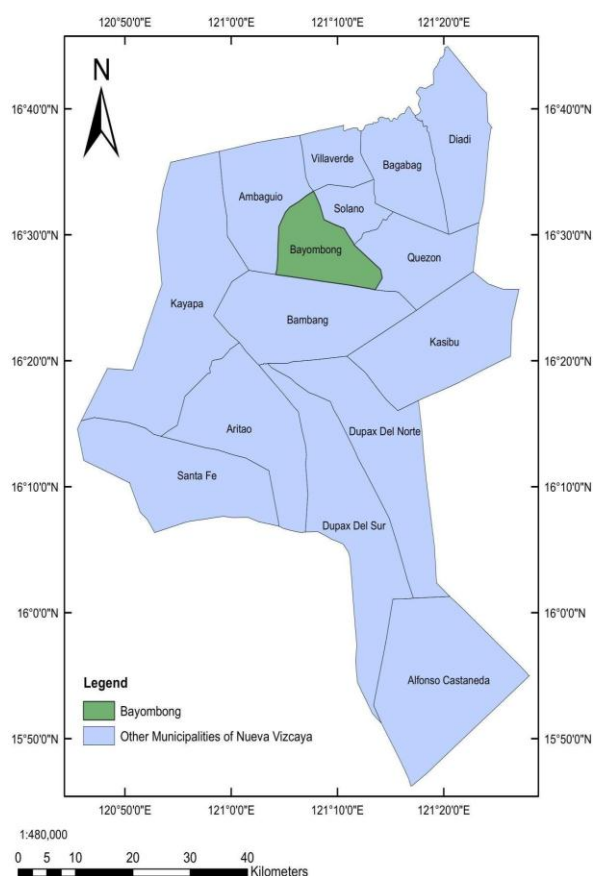 120°50'0"E 121°0'0"E 121°10'0"E 121°20'0"E
N
16°40'0"N 16°40'0"N
Diadi
Villaverde
Bagabag
Ambaguio
Solano
16°30'0"N 16°30'0"N
Bayombong
Quezon
Kayapa
Bambang
Kasibu
16°20'0"N 16°20'0"N
Aritao
Dupax Del Norte
Santa Fe
16°10'0"N 16°10'0"N
Dupax Del Sur
16°0'0"N 16°0'0"N
Alfonso Castaneda
Legend
Bayombong
Other Municipalities of Nueva Vizcaya
15°50'0"N 15°50'0"N
120°50'0"E 121°0'0"E 121°10'0"E 121°20'0"E
1:480,000
0 5 10 20 30 40
Kilometers